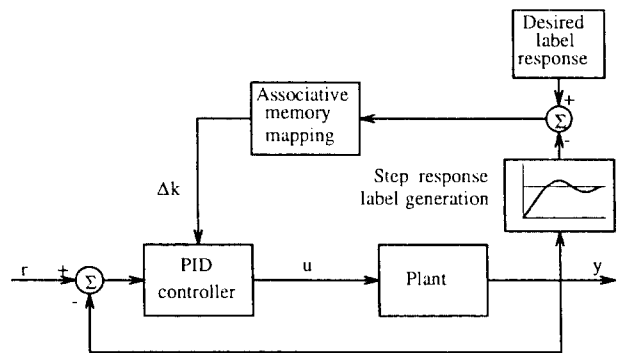 Desired
label
response
+
Σ
-
Associative
memory
mapping
Step response
label generation
Δk
r
+
Σ
-
PID
controller
u
Plant
y